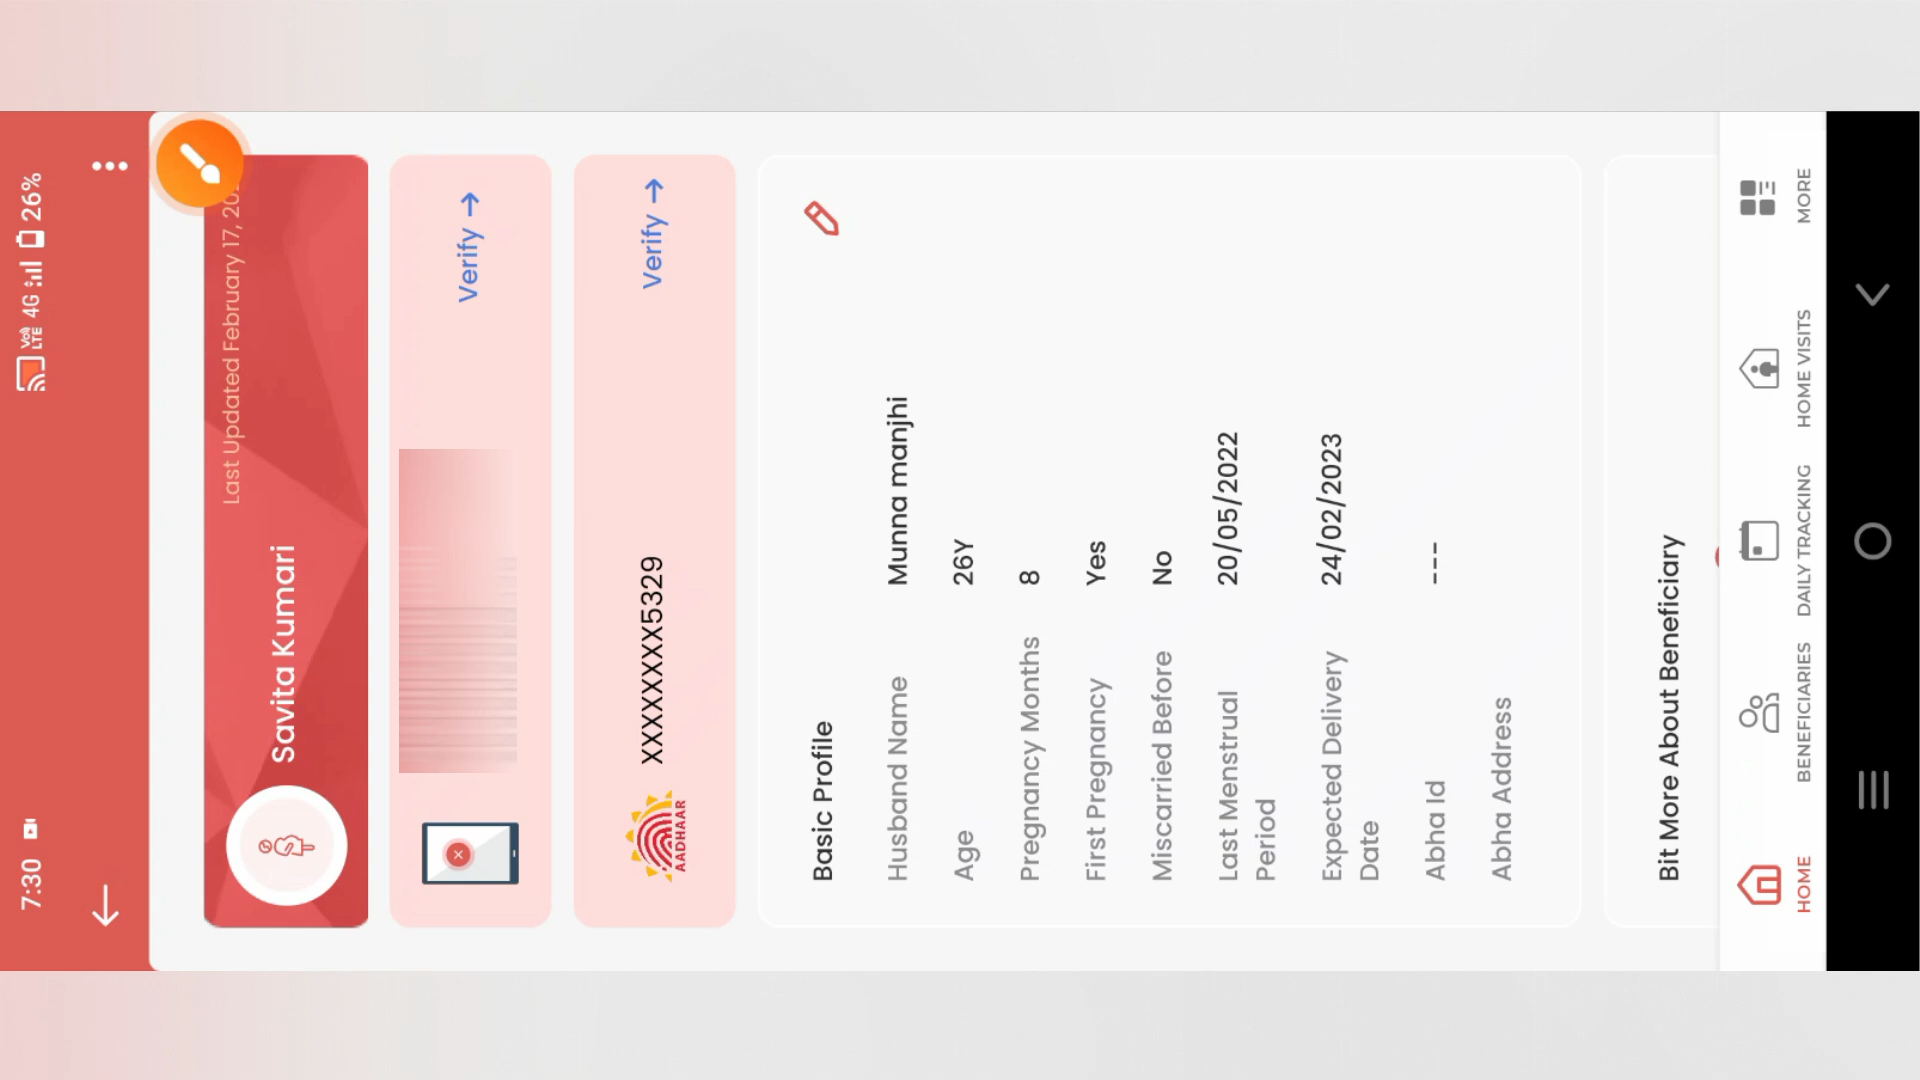 7:30
Vo)) LTE 4G 26%
Last Updated February 17, 20
Savita Kumari
Verify →
AADHAAR
XXXXXXXX5329
Verify →
Basic Profile
Husband Name Munna manjhi
Age 26Y
Pregnancy Months 8
First Pregnancy Yes
Miscarried Before No
Last Menstrual Period 20/05/2022
Expected Delivery Date 24/02/2023
Abha Id ---
Abha Address
Bit More About Beneficiary
HOME
BENEFICIARIES
DAILY TRACKING
HOME VISITS
MORE